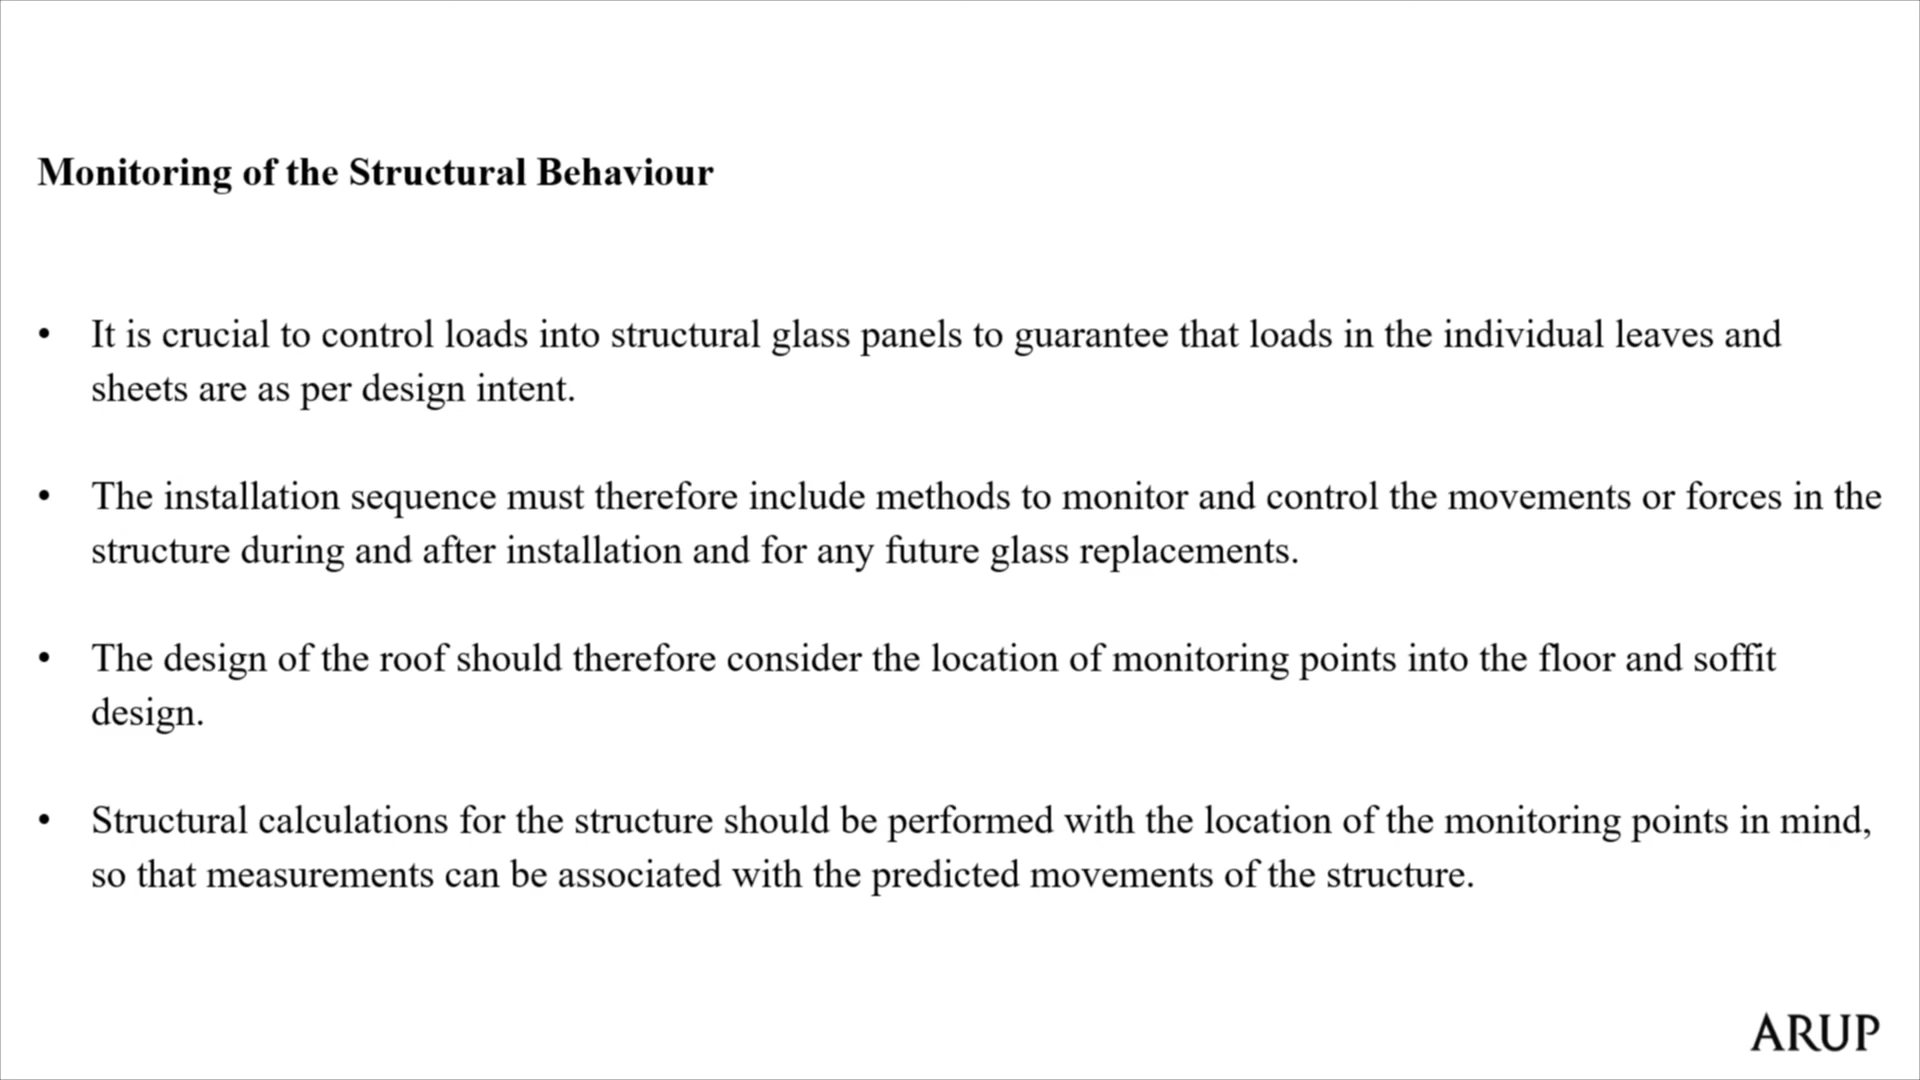 Monitoring of the Structural Behaviour
• It is crucial to control loads into structural glass panels to guarantee that loads in the individual leaves and
sheets are as per design intent.
• The installation sequence must therefore include methods to monitor and control the movements or forces in the
structure during and after installation and for any future glass replacements.
• The design of the roof should therefore consider the location of monitoring points into the floor and soffit
design.
• Structural calculations for the structure should be performed with the location of the monitoring points in mind,
so that measurements can be associated with the predicted movements of the structure.
ARUP